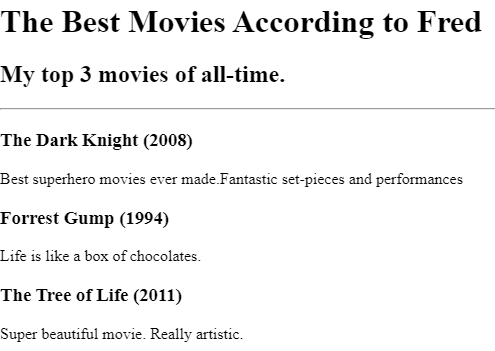 The Best Movies According to Fred
My top 3 movies of all-time.
The Dark Knight (2008)
Best superhero movies ever made.Fantastic set-pieces and performances
Forrest Gump (1994)
Life is like a box of chocolates.
The Tree of Life (2011)
Super beautiful movie. Really artistic.